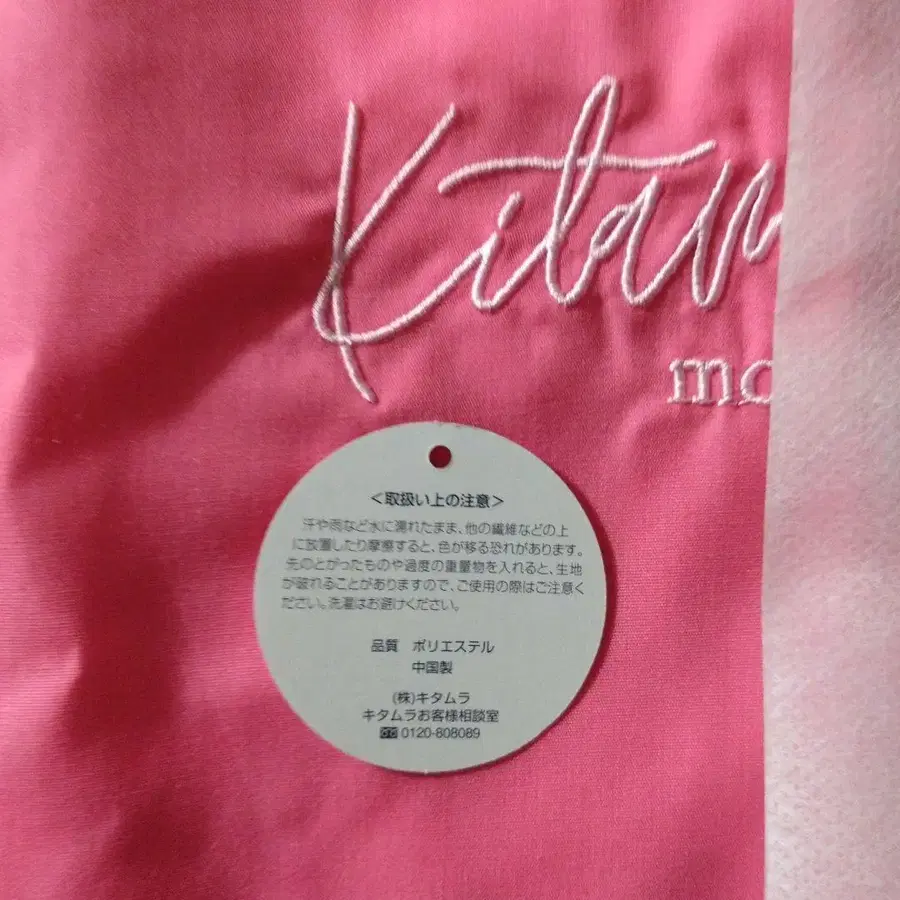 Kitam
mo
＜取扱い上の注意＞
汗や雨など水に濡れたまま、他の繊維などの上
に放置したり摩擦すると、色が移る恐れがあります。
先のとがったものや過度の重量物を入れると、生地
が破れることがありますので、ご使用の際はご注意く
ださい。洗濯はお避けください。
品質 ポリエステル
中国製
(株)キタムラ
キタムラお客様相談室
0120-808089